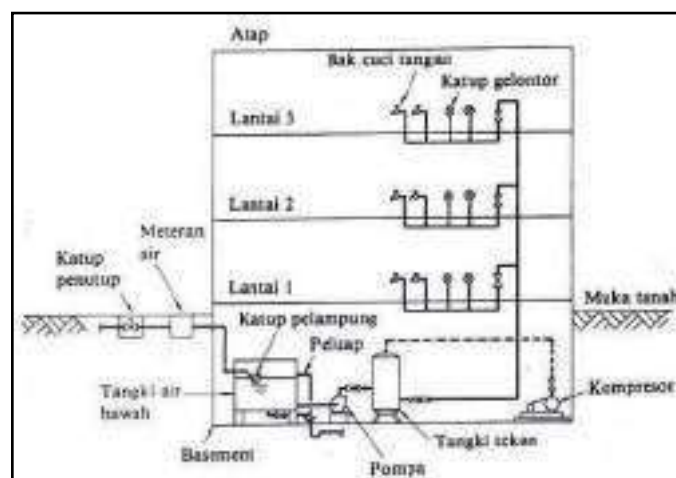 Atap
Bak cuci tangan
Katup gelontor
Lantai 3
Lantai 2
Meteran
air
Katup
penutup
Lantai 1
Muka tanah
Katup pelampung
Peluap
Tangki air
bawah
Kompresor
Tangki tekan
Basement
Pompa